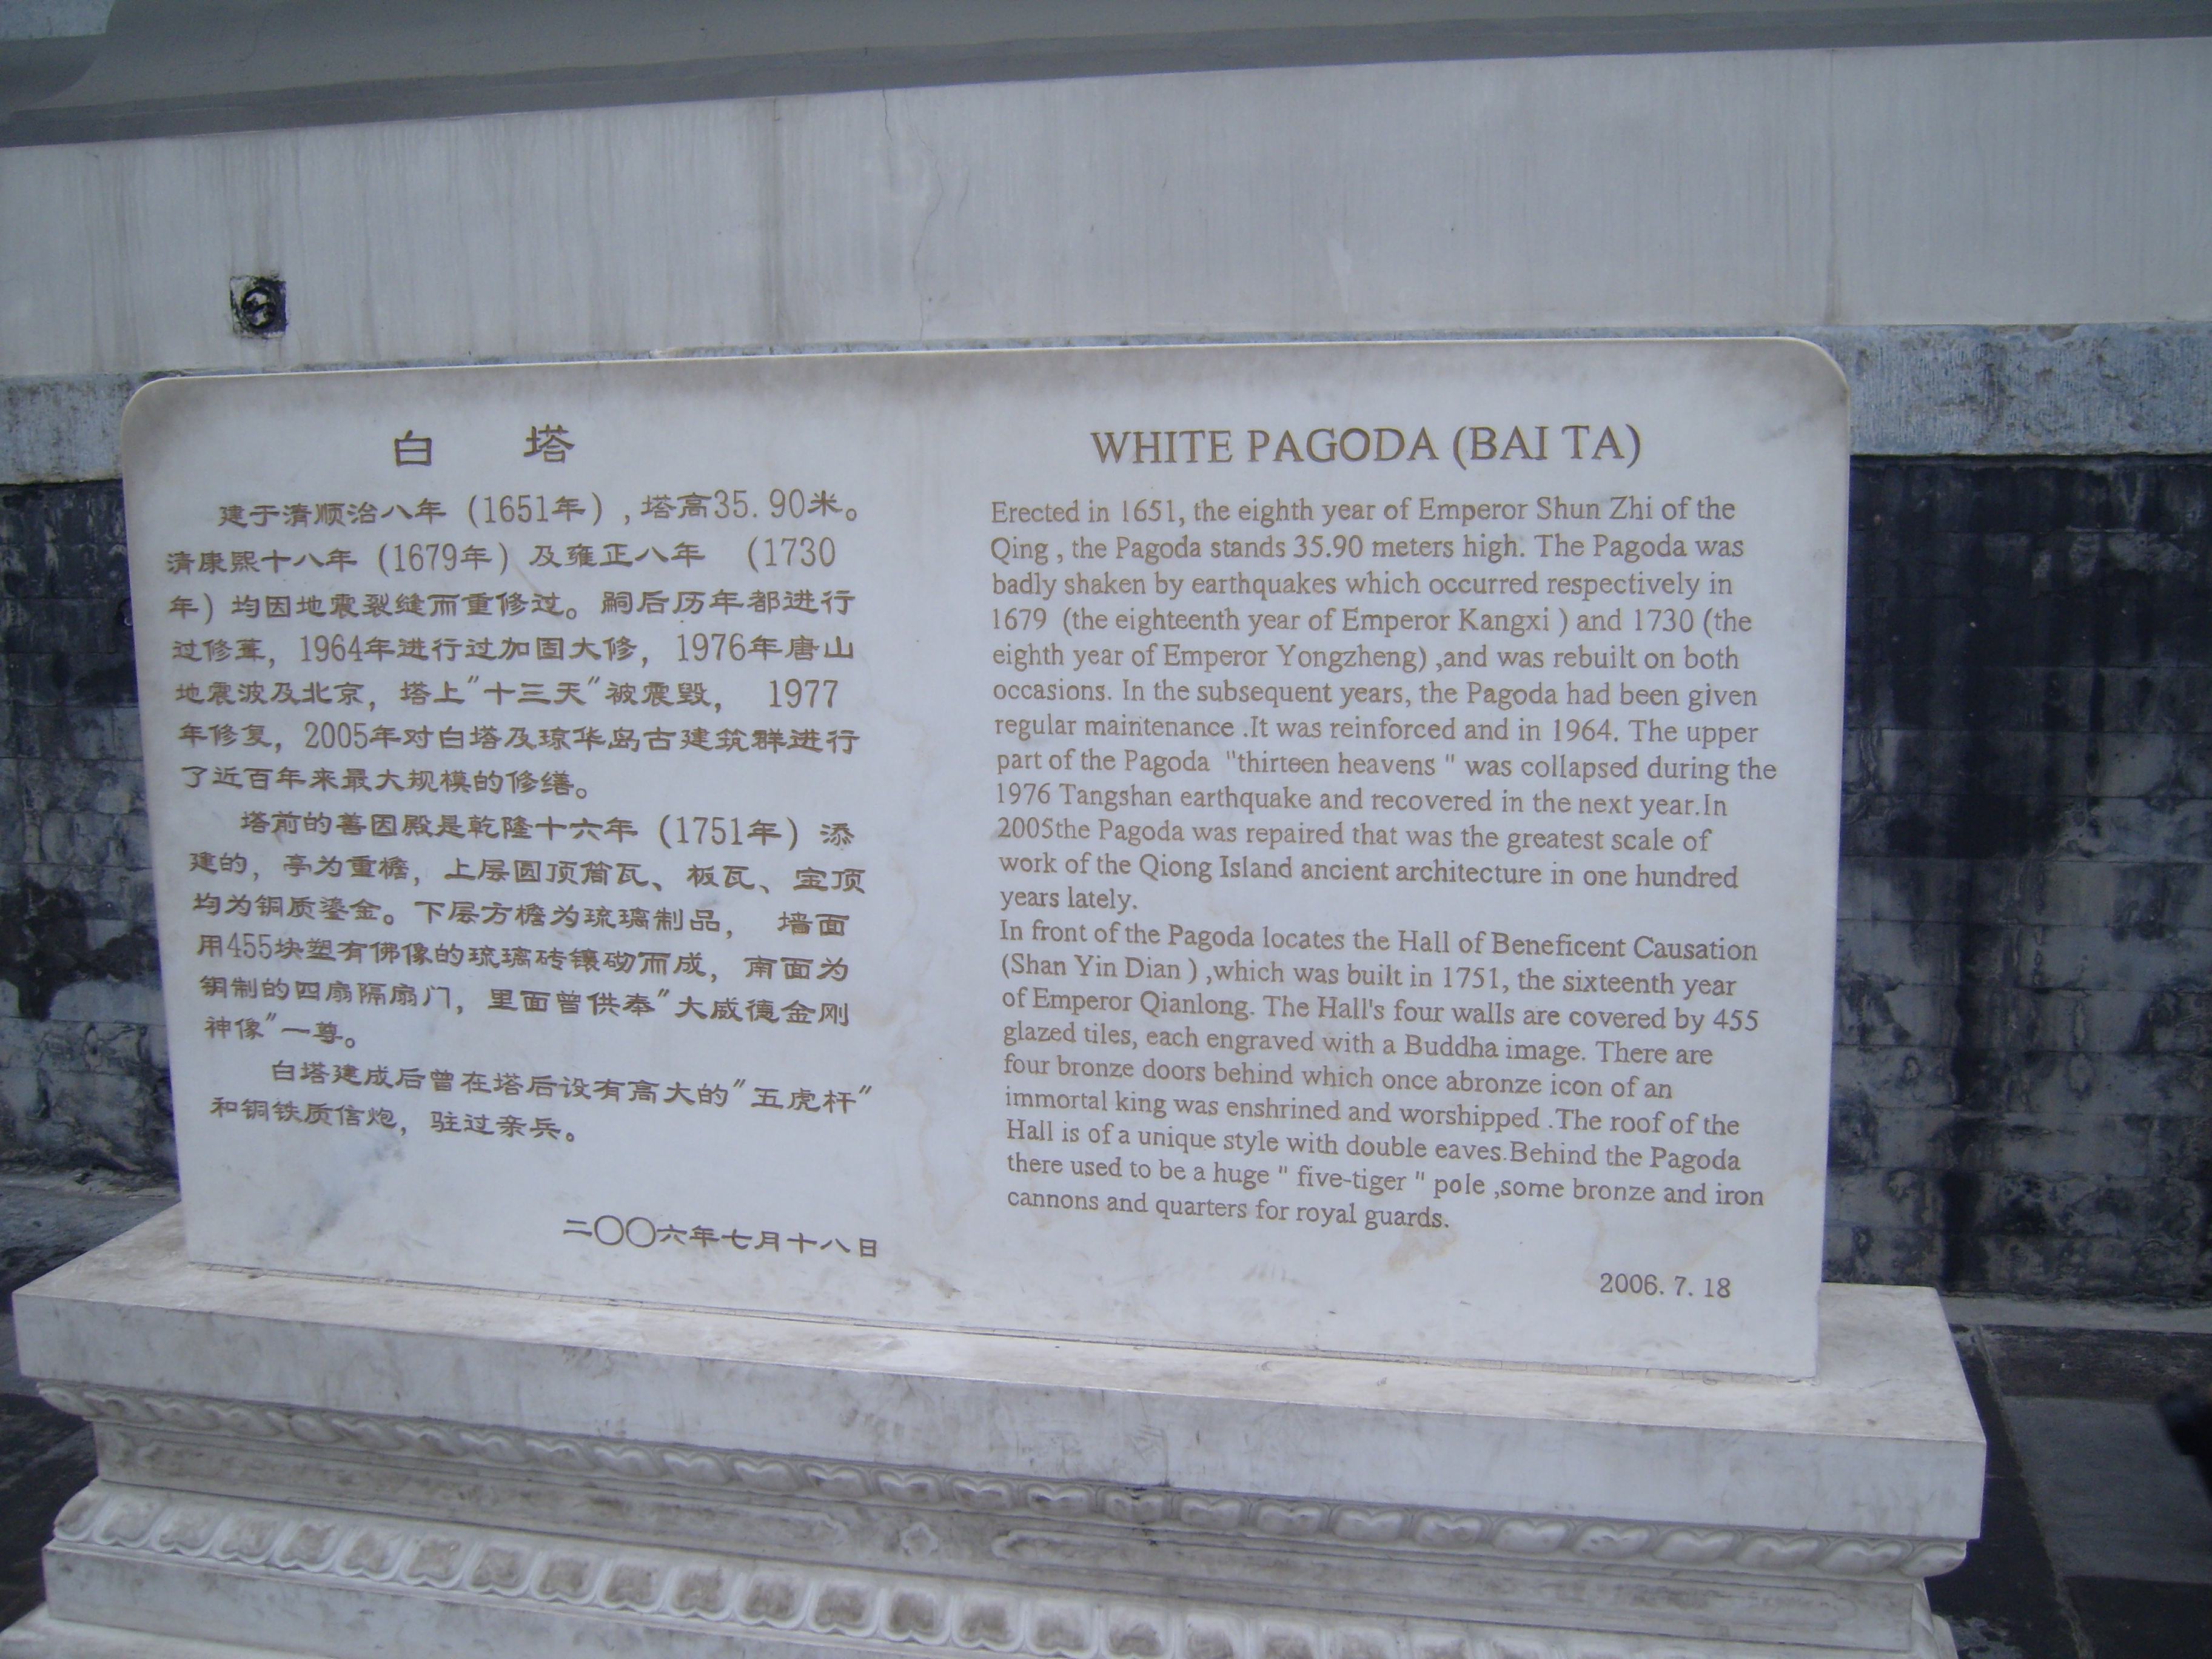 白 塔
建于清顺治八年（1651年）,塔高35.90米。
清康熙十八年（1679年）及雍正八年 （1730
年）均因地震裂缝而重修过。嗣后历年都进行
过修葺，1964年进行过加固大修，1976年唐山
地震波及北京，塔上"十三天"被震毁， 1977
年修复，2005年对白塔及琼华岛古建筑群进行
了近百年来最大规模的修缮。
塔前的善因殿是乾隆十六年（1751年）添
建的，亭为重檐，上层圆顶筒瓦、板瓦、宝顶
均为铜质鎏金。下层方檐为琉璃制品， 墙面
用455块塑有佛像的琉璃砖镶砌而成，南面为
铜制的四扇隔扇门，里面曾供奉"大威德金刚
神像"一尊。
白塔建成后曾在塔后设有高大的"五虎杆"
和铜铁质信炮，驻过亲兵。
二〇〇六年七月十八日
WHITE PAGODA (BAI TA)
Erected in 1651, the eighth year of Emperor Shun Zhi of the
Qing , the Pagoda stands 35.90 meters high. The Pagoda was
badly shaken by earthquakes which occurred respectively in
1679 (the eighteenth year of Emperor Kangxi ) and 1730 (the
eighth year of Emperor Yongzheng) ,and was rebuilt on both
occasions. In the subsequent years, the Pagoda had been given
regular maintenance .It was reinforced and in 1964. The upper
part of the Pagoda "thirteen heavens " was collapsed during the
1976 Tangshan earthquake and recovered in the next year.In
2005the Pagoda was repaired that was the greatest scale of
work of the Qiong Island ancient architecture in one hundred
years lately.
In front of the Pagoda locates the Hall of Beneficent Causation
(Shan Yin Dian ) ,which was built in 1751, the sixteenth year
of Emperor Qianlong. The Hall's four walls are covered by 455
glazed tiles, each engraved with a Buddha image. There are
four bronze doors behind which once abronze icon of an
immortal king was enshrined and worshipped .The roof of the
Hall is of a unique style with double eaves.Behind the Pagoda
there used to be a huge " five-tiger " pole ,some bronze and iron
cannons and quarters for royal guards.
2006. 7. 18